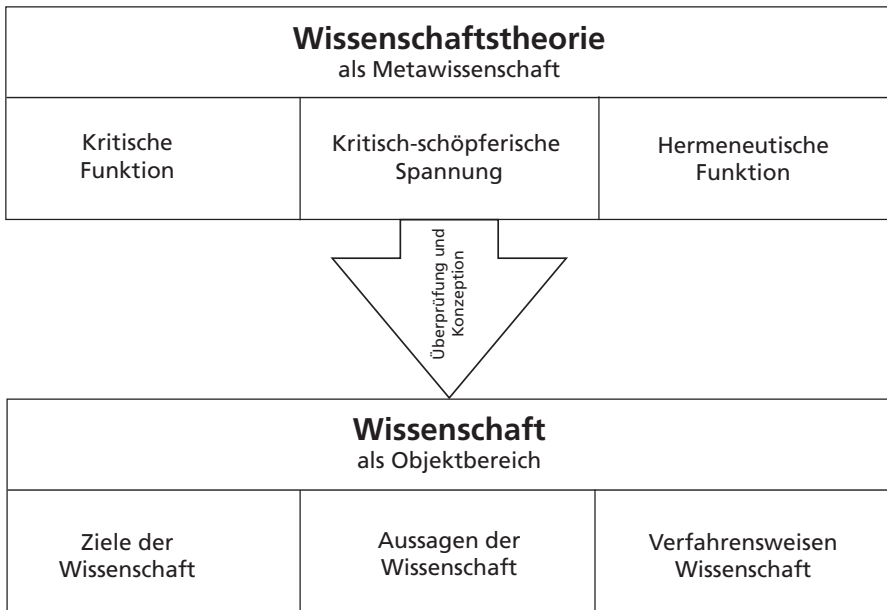 Wissenschaftstheorie
als Metawissenschaft
Kritische
Funktion
Kritisch-schöpferische
Spannung
Hermeneutische
Funktion
Überprüfung und
Konzeption
Wissenschaft
als Objektbereich
Ziele der
Wissenschaft
Aussagen der
Wissenschaft
Verfahrensweisen
Wissenschaft